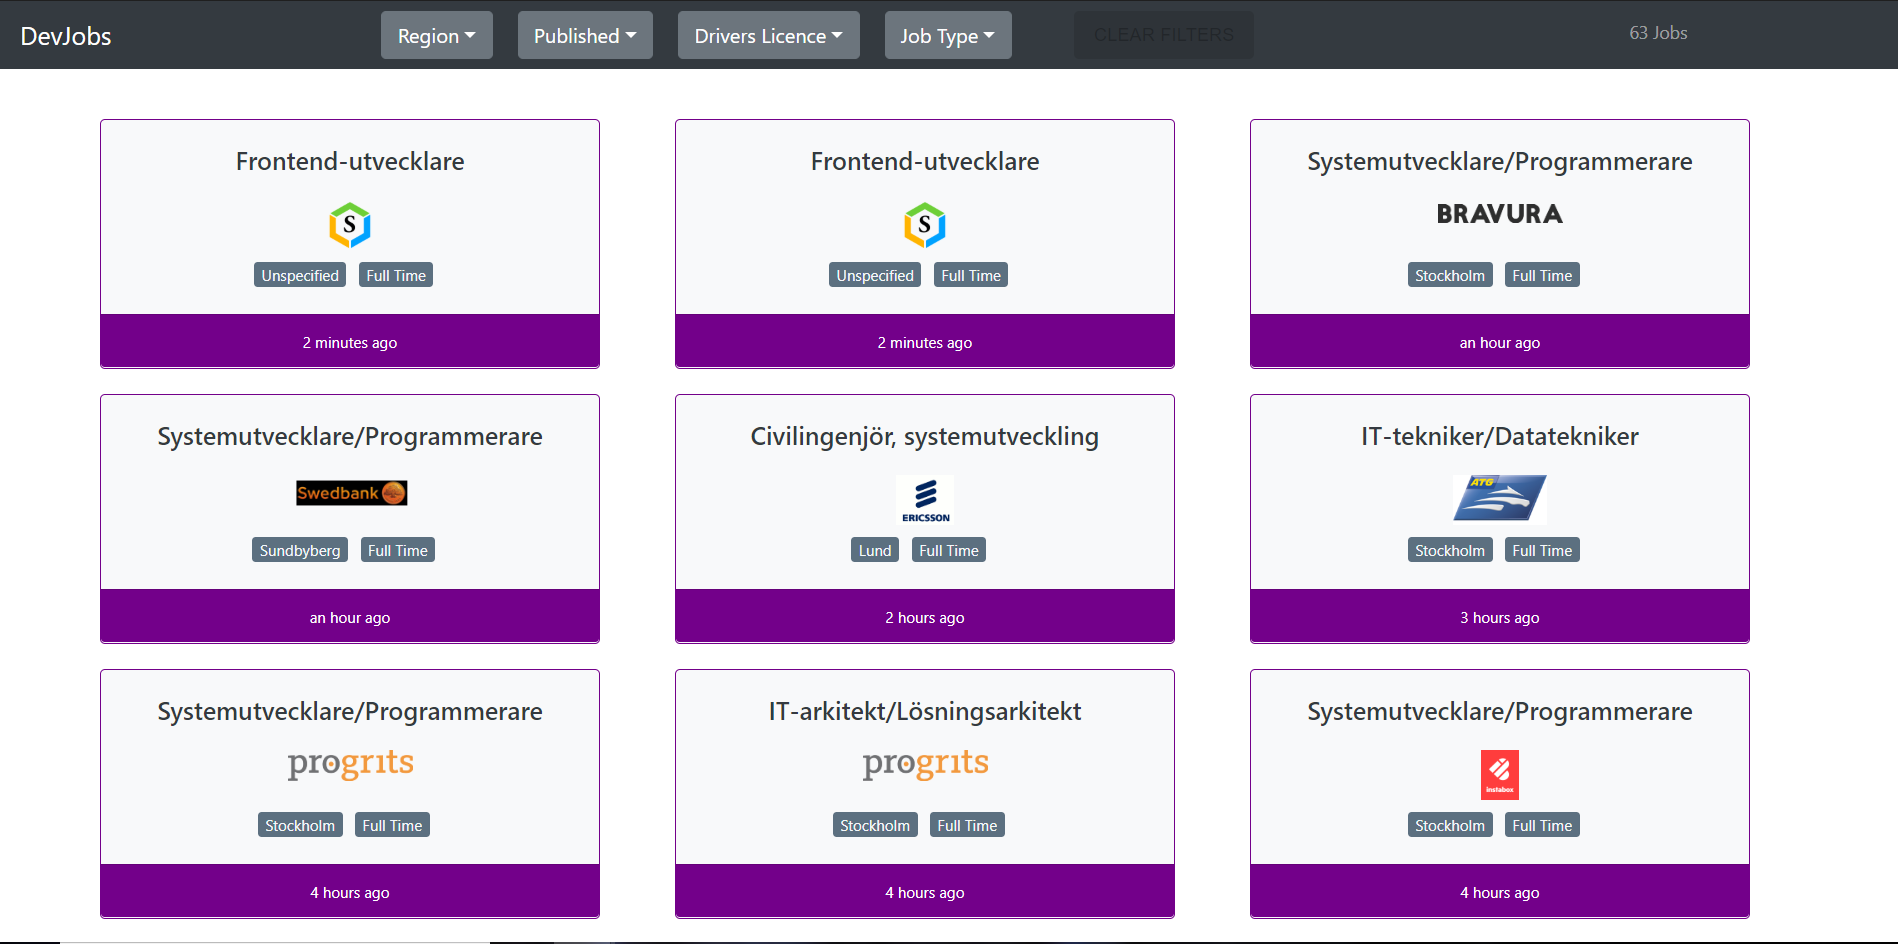 DevJobs Region Published Drivers Licence Job Type CLEAR FILTERS 63 Jobs
Frontend-utvecklare
S
Unspecified Full Time
2 minutes ago
Frontend-utvecklare
S
Unspecified Full Time
2 minutes ago
Systemutvecklare/Programmerare
BRAVURA
Stockholm Full Time
an hour ago
Systemutvecklare/Programmerare
Swedbank
Sundbyberg Full Time
an hour ago
Civilingenjör, systemutveckling
ERICSSON
Lund Full Time
2 hours ago
IT-tekniker/Datatekniker
ATG
Stockholm Full Time
3 hours ago
Systemutvecklare/Programmerare
progrits
Stockholm Full Time
4 hours ago
IT-arkitekt/Lösningsarkitekt
progrits
Stockholm Full Time
4 hours ago
Systemutvecklare/Programmerare
instabox
Stockholm Full Time
4 hours ago